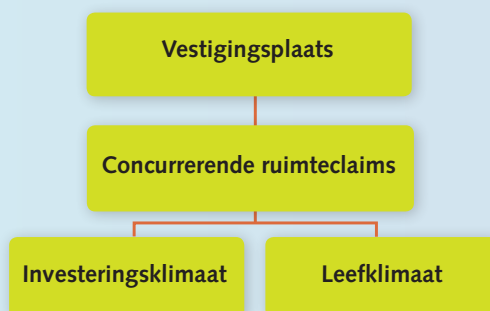 Vestigingsplaats
Concurrerende ruimteclaims
Investeringsklimaat
Leefklimaat